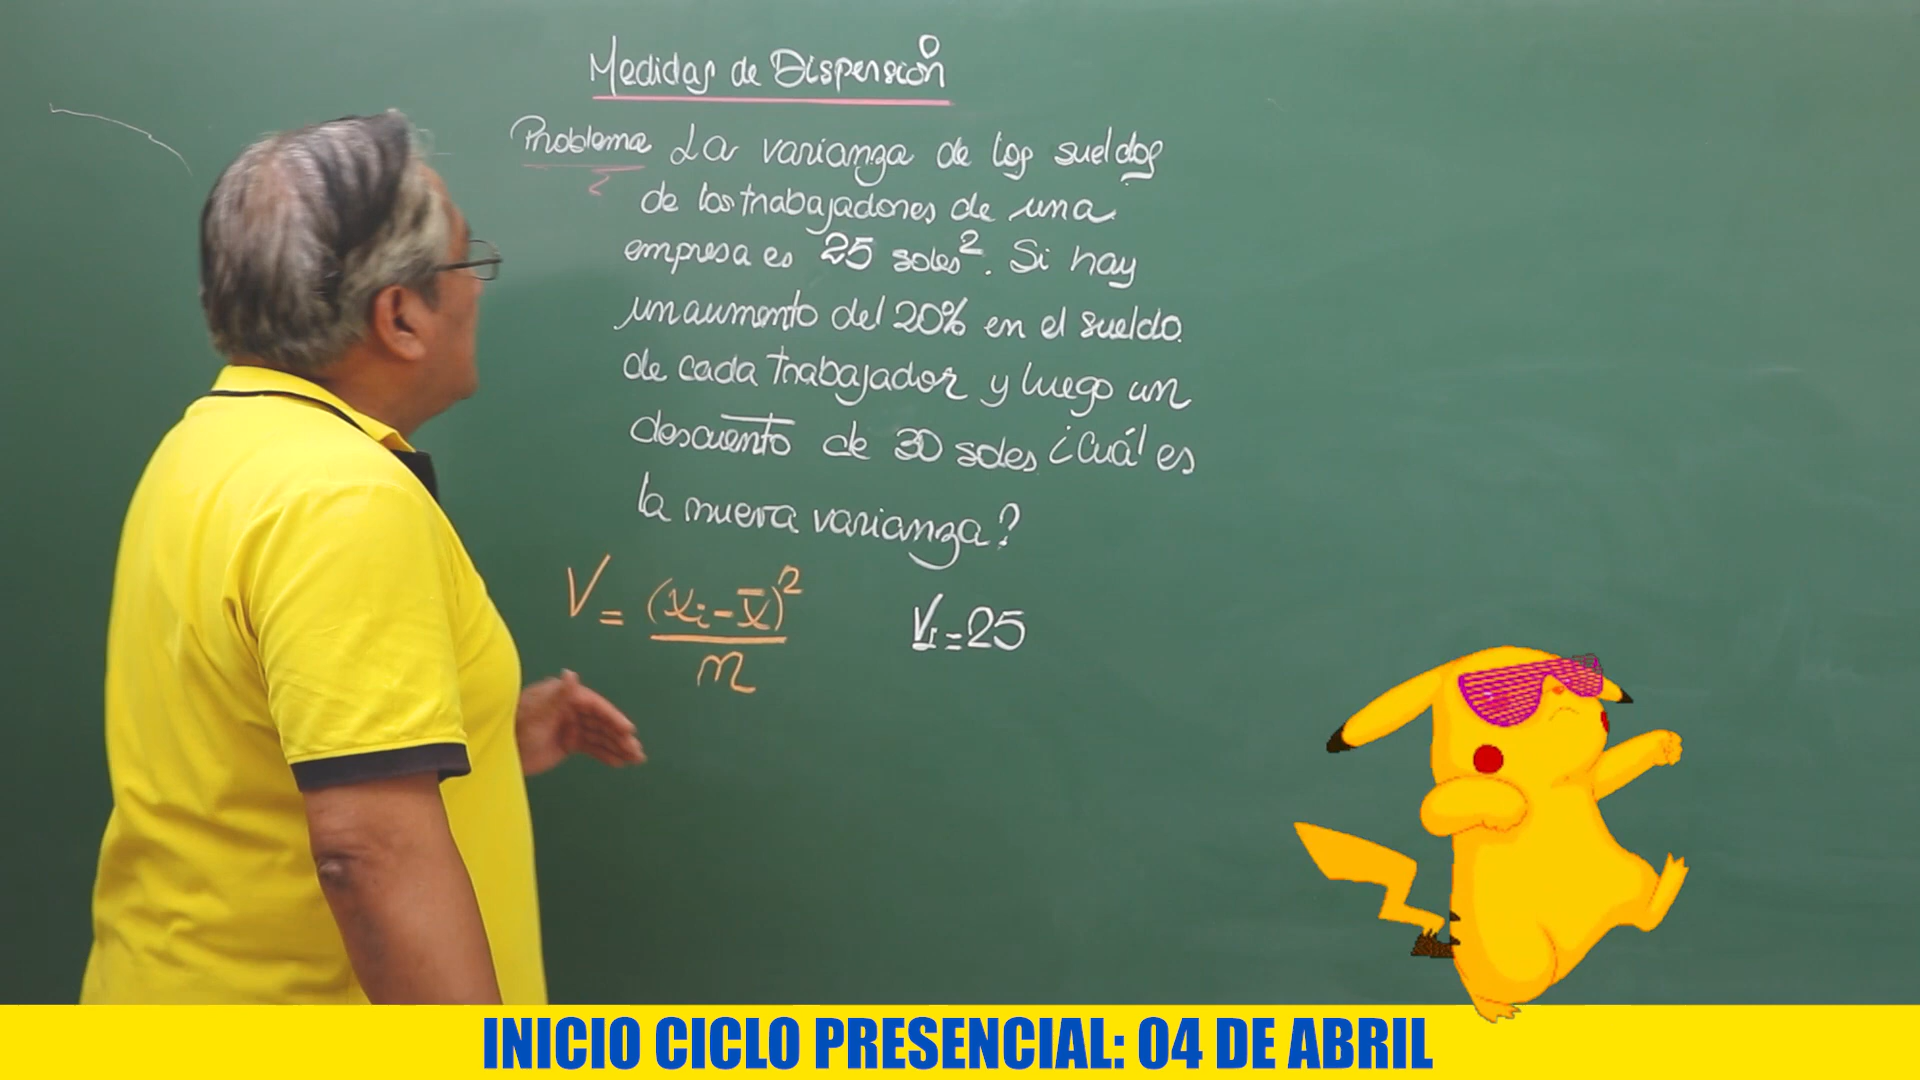 Medidas de Dispersión
Problema La varianza de los sueldos
de los trabajadores de una
empresa es 25 soles². Si hay
un aumento del 20% en el sueldo.
de cada trabajador y luego un
descuento de 30 soles ¿Cuál es
la nueva varianza?
V = (xi - x̄)² / n
Vi = 25
INICIO CICLO PRESENCIAL: 04 DE ABRIL